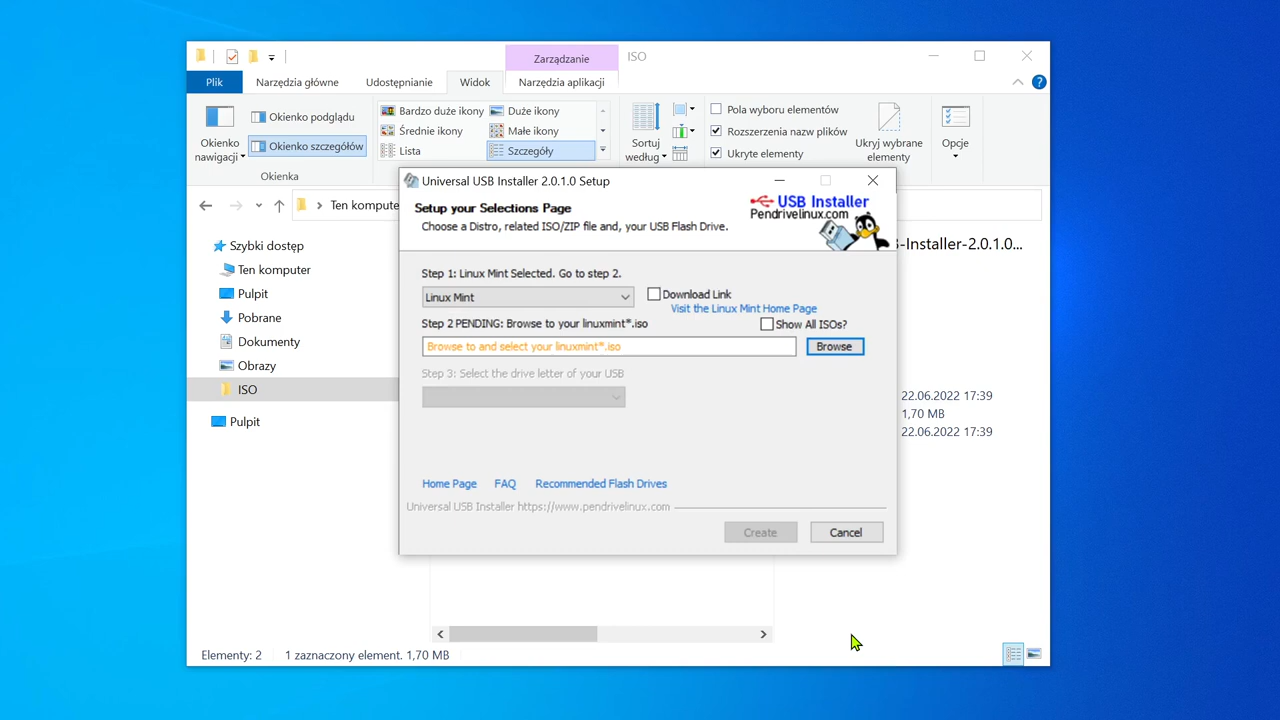 Zarządzanie
ISO
Plik
Narzędzia główne
Udostępnianie
Widok
Narzędzia aplikacji
Okienko nawigacji
Okienko podglądu
Okienko szczegółów
Okienka
Bardzo duże ikony
Duże ikony
Średnie ikony
Małe ikony
Lista
Szczegóły
Sortuj według
Pola wyboru elementów
Rozszerzenia nazw plików
Ukryte elementy
Ukryj wybrane elementy
Opcje
Ten kompute
Szybki dostęp
Ten komputer
Pulpit
Pobrane
Dokumenty
Obrazy
ISO
Pulpit
B-Installer-2.0.1.0...
22.06.2022 17:39
1,70 MB
22.06.2022 17:39
Universal USB Installer 2.0.1.0 Setup
Setup your Selections Page
Choose a Distro, related ISO/ZIP file and, your USB Flash Drive.
USB Installer
Pendrivelinux.com
Step 1: Linux Mint Selected. Go to step 2.
Linux Mint
Download Link
Visit the Linux Mint Home Page
Step 2 PENDING: Browse to your linuxmint*.iso
Show All ISOs?
Browse to and select your linuxmint*.iso
Browse
Step 3: Select the drive letter of your USB
Home Page
FAQ
Recommended Flash Drives
Universal USB Installer https://www.pendrivelinux.com
Create
Cancel
Elementy: 2
1 zaznaczony element. 1,70 MB